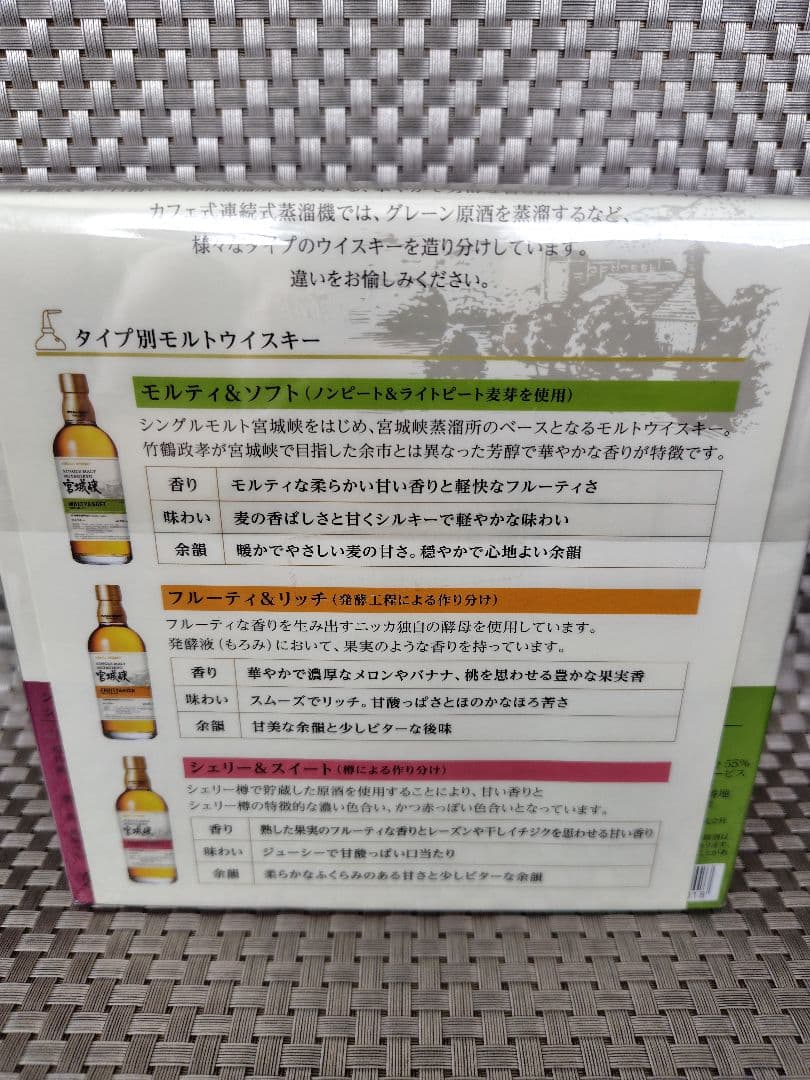 カフェ式連続式蒸溜機では、グレーン原酒を蒸溜するなど、
様々なタイプのウイスキーを造り分けしています。
違いをお愉しみください。
タイプ別モルトウイスキー
モルティ&ソフト(ノンピート&ライトピート麦芽を使用)
シングルモルト宮城峡をはじめ、宮城峡蒸溜所のベースとなるモルトウイスキー。
竹鶴政孝が宮城峡で目指した余市とは異なった芳醇で華やかな香りが特徴です。
香り モルティな柔らかい甘い香りと軽快なフルーティさ
味わい 麦の香ばしさと甘くシルキーで軽やかな味わい
余韻 暖かでやさしい麦の甘さ。穏やかで心地よい余韻
SINGLE MALT
宮城峡
MALTY&SOFT
フルーティ&リッチ(発酵工程による作り分け)
フルーティな香りを生み出すニッカ独自の酵母を使用しています。
発酵液(もろみ)において、果実のような香りを持っています。
香り 華やかで濃厚なメロンやバナナ、桃を思わせる豊かな果実香
味わい スムーズでリッチ。甘酸っぱさとほのかなほろ苦さ
余韻 甘美な余韻と少しビターな後味
宮城峡
シェリー&スイート(樽による作り分け)
シェリー樽で貯蔵した原酒を使用することにより、甘い香りと
シェリー樽の特徴的な濃い色合い、かつ赤っぽい色合いとなっています。
香り 熟した果実のフルーティな香りとレーズンや干しイチジクを思わせる甘い香り
味わい ジューシーで甘酸っぱい口当たり
余韻 柔らかなふくらみのある甘さと少しビターな余韻
宮城峡
55%
ービス